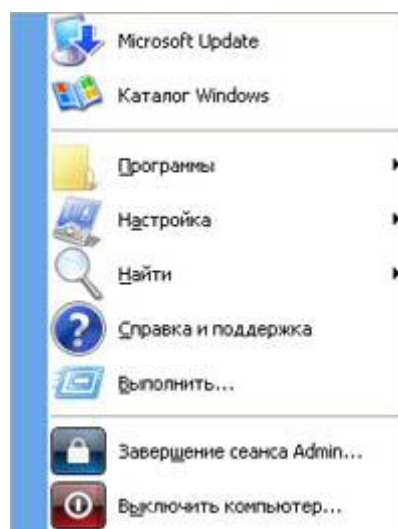 Microsoft Update
Каталог Windows
Программы
Настройка
Найти
Справка и поддержка
Выполнить...
Завершение сеанса Admin...
Выключить компьютер...